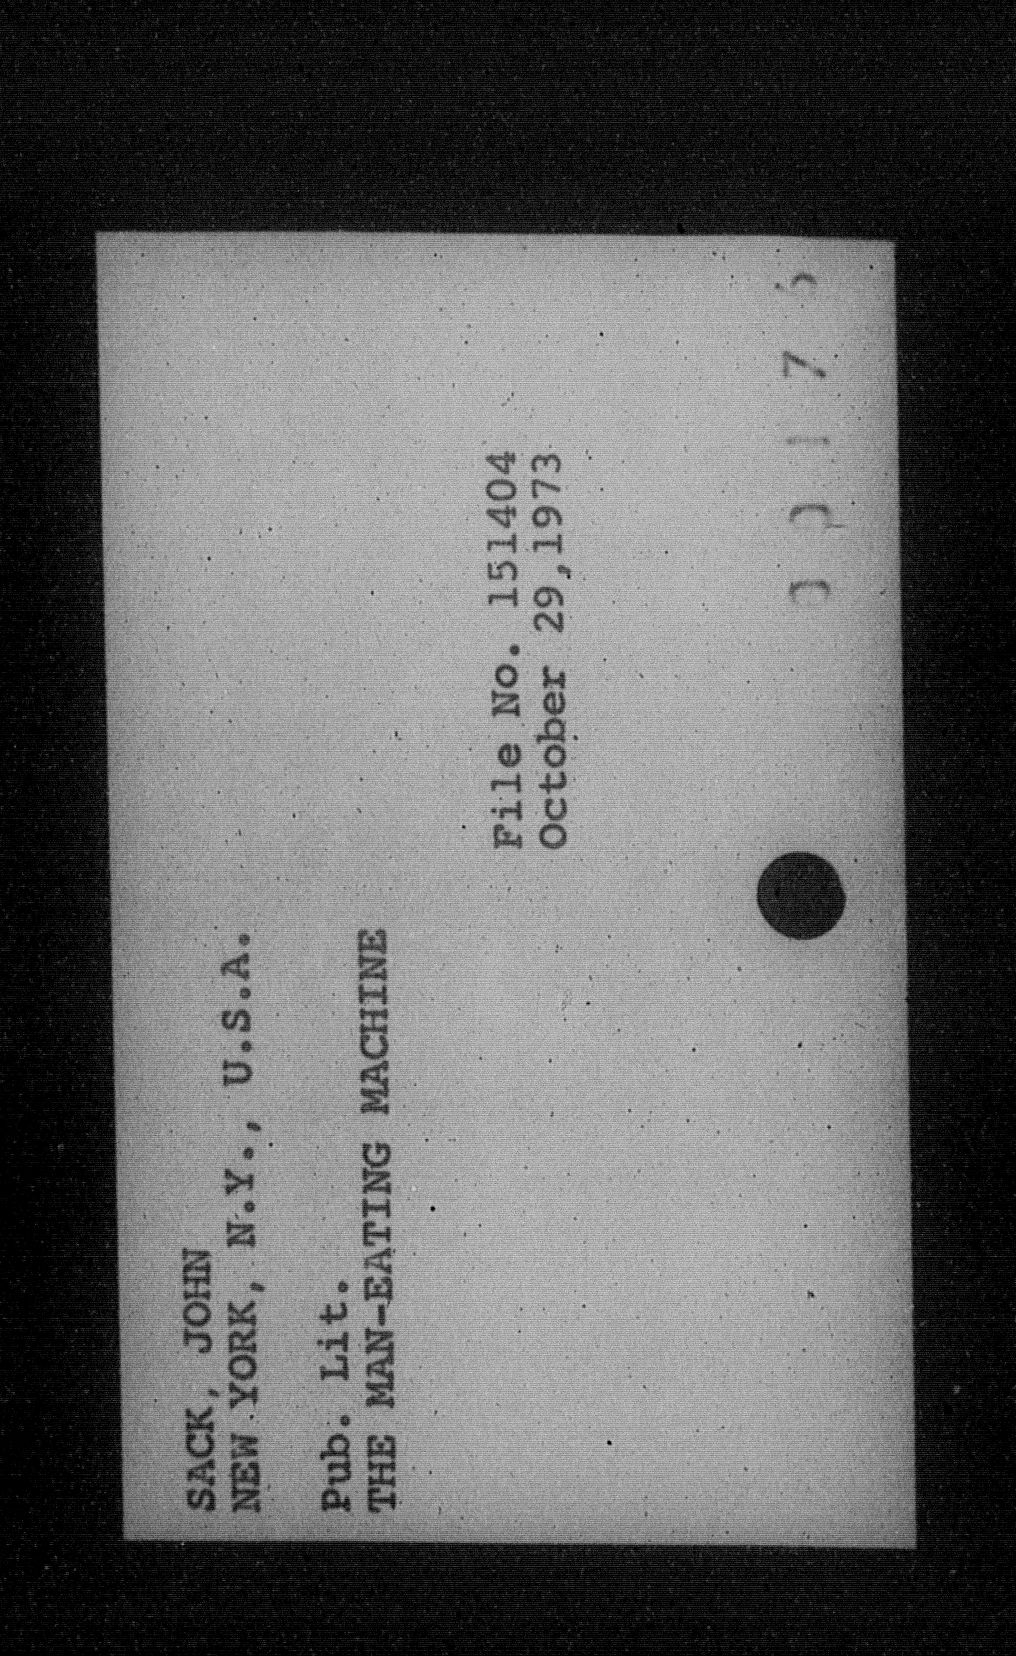 SACK, JOHN
NEW YORK, N.Y., U.S.A.
Pub. Lit.
THE MAN-EATING MACHINE
File No. 151404
October 29,1973